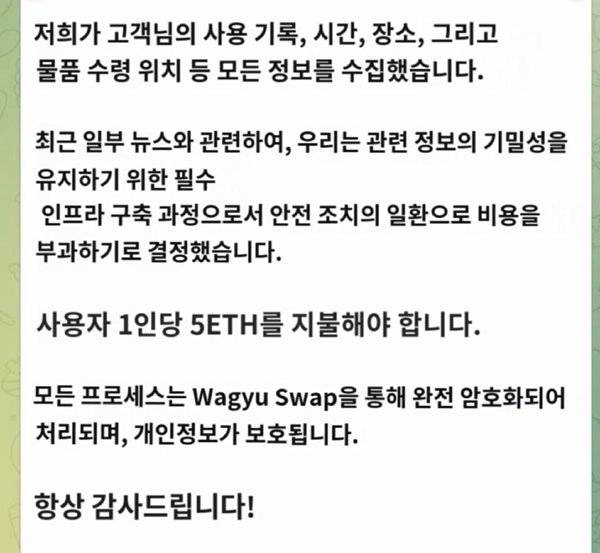 저희가 고객님의 사용 기록, 시간, 장소, 그리고
물품 수령 위치 등 모든 정보를 수집했습니다.
최근 일부 뉴스와 관련하여, 우리는 관련 정보의 기밀성을
유지하기 위한 필수
인프라 구축 과정으로서 안전 조치의 일환으로 비용을
부과하기로 결정했습니다.
사용자 1인당 5ETH를 지불해야 합니다.
모든 프로세스는 Wagyu Swap을 통해 완전 암호화되어
처리되며, 개인정보가 보호됩니다.
항상 감사드립니다!